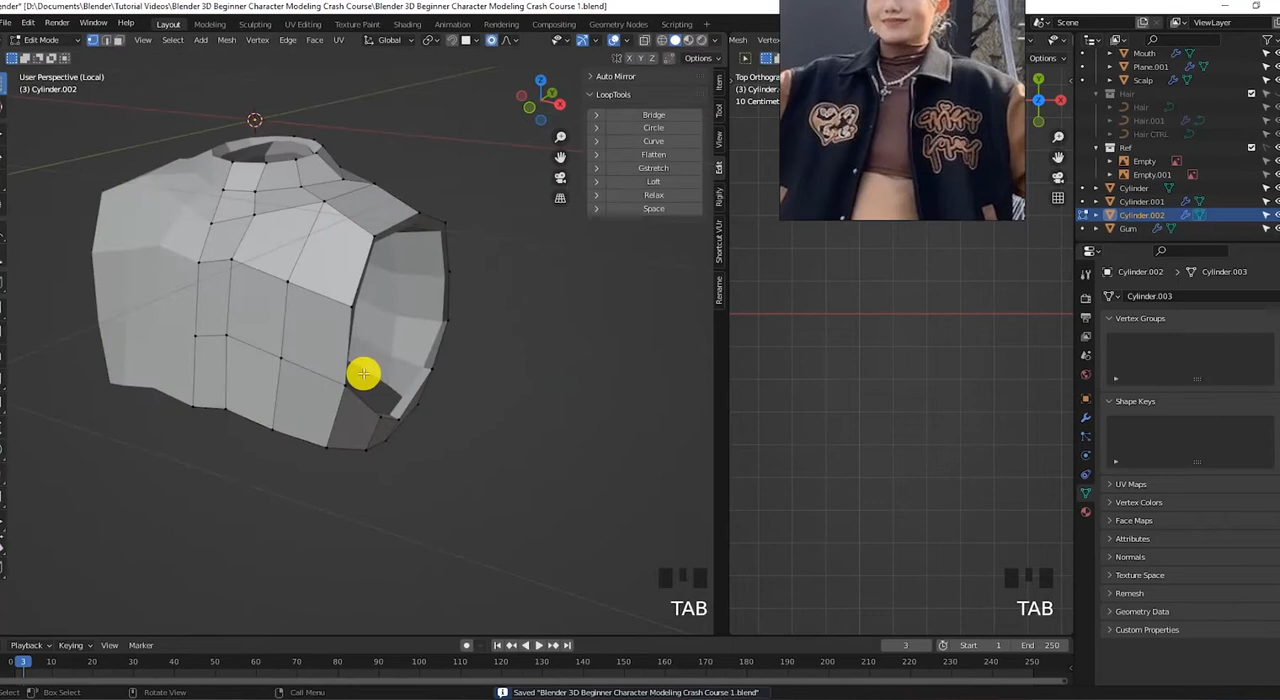 ender" [D:\Documents\Blender\Tutorial Videos\Blender 3D Beginner Character Modeling Crash Course\Blender 3D Beginner Character Modeling Crash Course 1.blend]
File Edit Render Window Help Layout Modeling Sculpting UV Editing Texture Paint Shading Animation Rendering Compositing Geometry Nodes Scripting + Scene ViewLayer
Edit Mode View Select Add Mesh Vertex Edge Face UV Global Mesh
X Y Z Options Options
User Perspective (Local)
(3) Cylinder.002
Top Orthogra
(3) Cylinder.
10 Centimet
Auto Mirror
LoopTools
Bridge
Circle
Curve
Flatten
Gstretch
Loft
Relax
Space
Item
Tool
View
Edit
Rigify
Shortcut VUr
Rename
Mouth
Plane.001
Scalp
Hair
Hair
Hair.001
Hair CTRL
Ref
Empty
Empty.001
Cylinder
Cylinder.001
Cylinder.002
Gum
Cylinder.002 > Cylinder.003
Cylinder.003
Vertex Groups
Shape Keys
UV Maps
Vertex Colors
Face Maps
Attributes
Normals
Texture Space
Remesh
Geometry Data
Custom Properties
TAB TAB
Playback Keying View Marker 3 Start 1 End 250
0 3 10 20 30 40 50 60 70 80 90 100 110 120 130 140 150 160 170 180 190 200 210 220 230 240 250
Select Box Select Rotate View Call Menu Saved "Blender 3D Beginner Character Modeling Crash Course 1.blend"